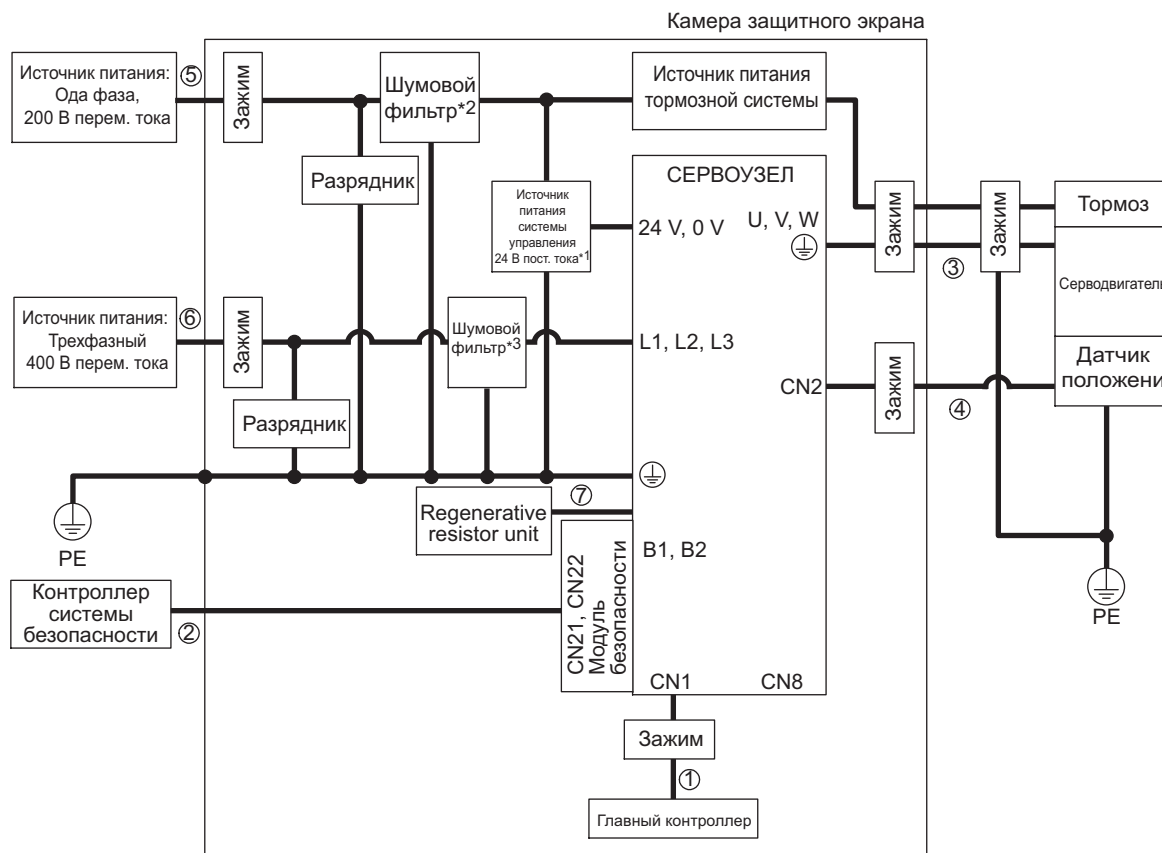 Камера защитного экрана
Источник питания:
Ода фаза,
200 В перем. тока
⑤
Зажим
Шумовой
фильтр*2
Источник питания
тормозной системы
Разрядник
Источник
питания
системы
управления
24 В пост. тока*1
СЕРВОУЗЕЛ
24 V, 0 V
U, V, W
Зажим
③
Зажим
Тормоз
Серводвигатель
Источник питания:
Трехфазный
400 В перем. тока
⑥
Зажим
Шумовой
фильтр*3
L1, L2, L3
Разрядник
CN2
Зажим
④
Датчик
положени
PE
Regenerative
resistor unit
⑦
B1, B2
PE
Контроллер
системы
безопасности
②
CN21, CN22
Модуль
безопасности
CN1
CN8
Зажим
①
Главный контроллер